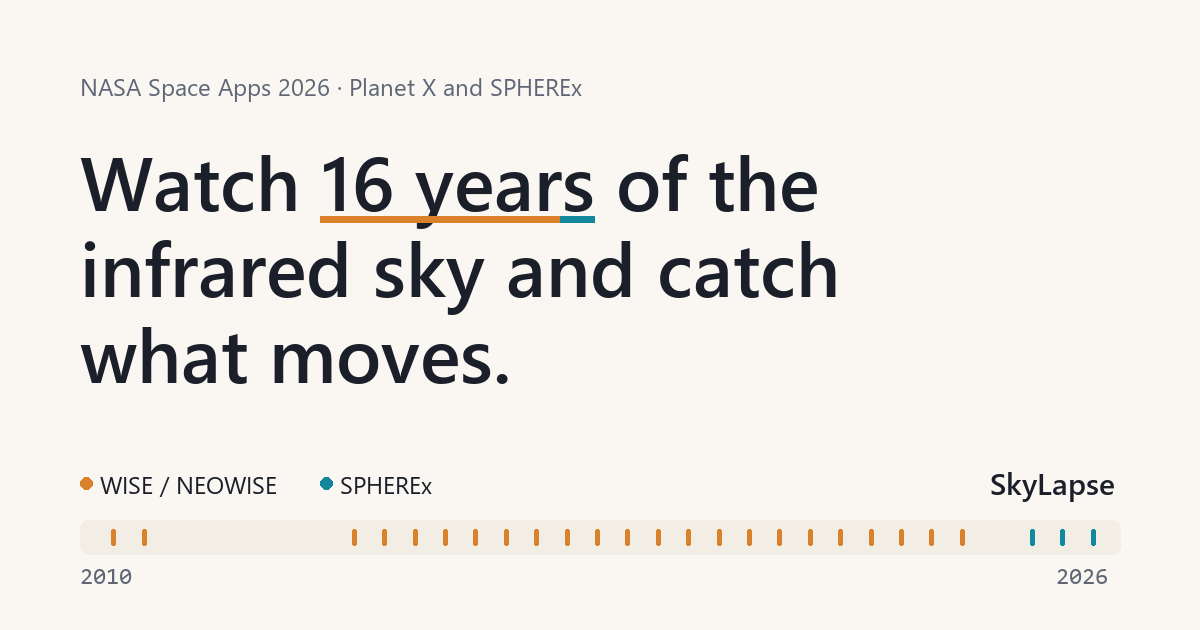 NASA Space Apps 2026 · Planet X and SPHEREx
Watch 16 years of the
infrared sky and catch
what moves.
WISE / NEOWISE SPHEREx SkyLapse
2010 2026